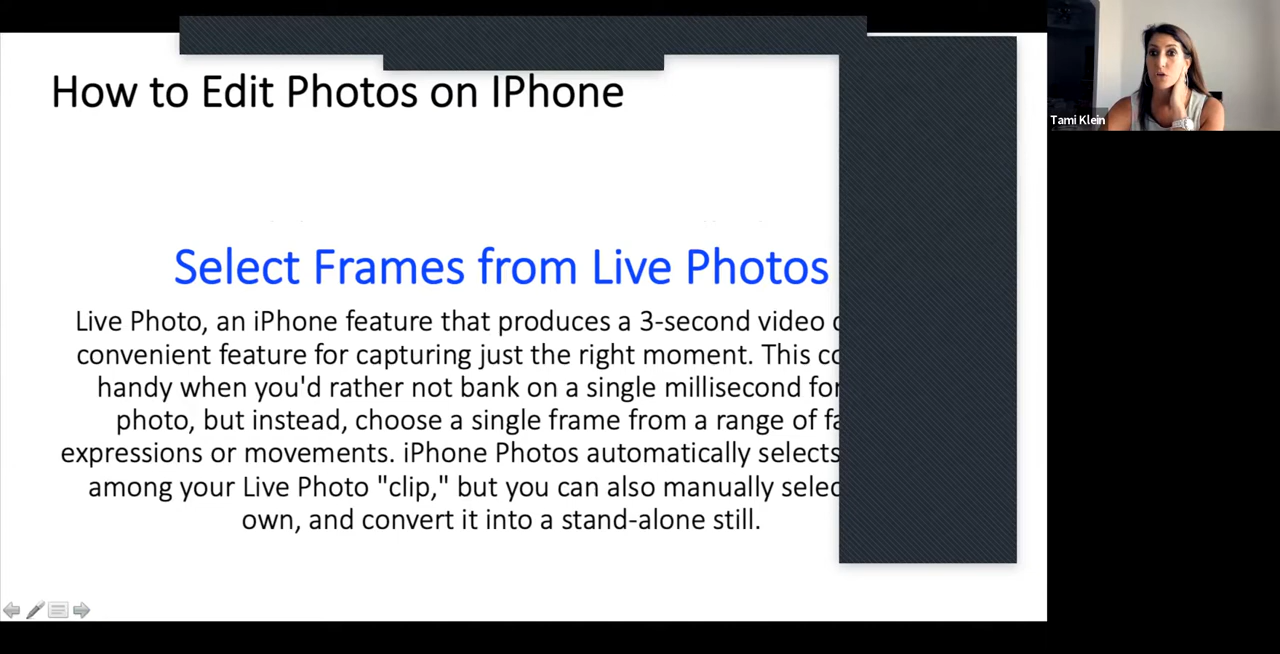 How to Edit Photos on IPhone
Tami Klein
Select Frames from Live Photos
Live Photo, an iPhone feature that produces a 3-second video
convenient feature for capturing just the right moment. This
handy when you'd rather not bank on a single millisecond for
photo, but instead, choose a single frame from a range of
expressions or movements. iPhone Photos automatically selects
among your Live Photo "clip," but you can also manually
own, and convert it into a stand-alone still.